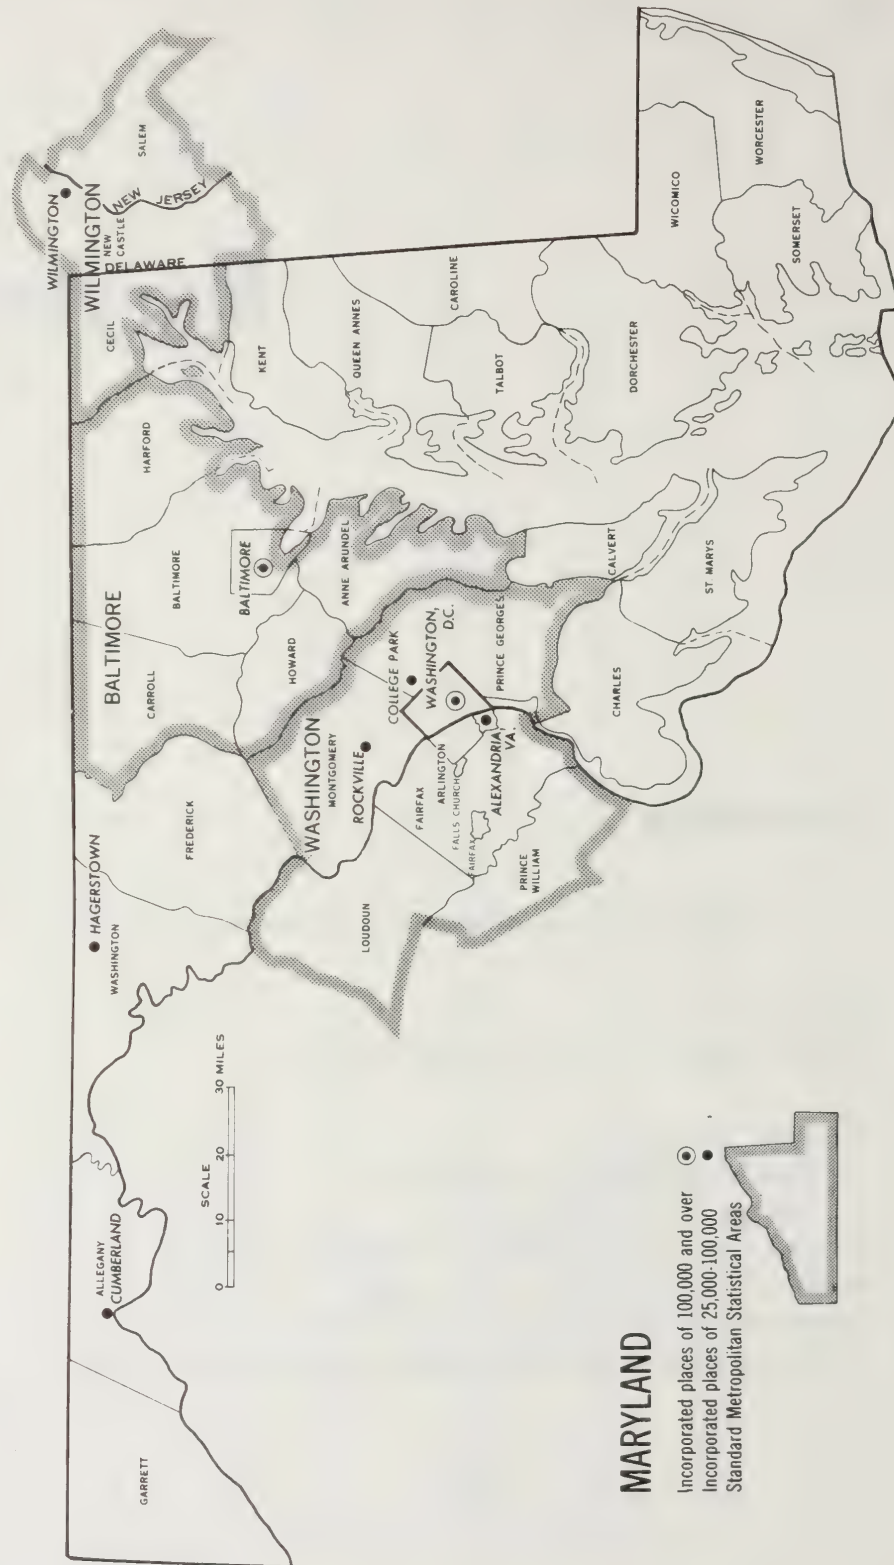 MARYLAND
Incorporated places of 100,000 and over
Incorporated places of 25,000-100,000
Standard Metropolitan Statistical Areas
SCALE
0 10 20 30 MILES
GARRETT
ALLEGANY
CUMBERLAND
WASHINGTON
HAGERSTOWN
FREDERICK
CARROLL
BALTIMORE
BALTIMORE
BALTIMORE
HARFORD
CECIL
WILMINGTON
WILMINGTON
NEW
CASTLE
DELAWARE
NEW JERSEY
SALEM
HOWARD
ANNE ARUNDEL
KENT
QUEEN ANNES
CAROLINE
TALBOT
DORCHESTER
WICOMICO
WORCESTER
SOMERSET
WASHINGTON
MONTGOMERY
ROCKVILLE
COLLEGE PARK
WASHINGTON,
D.C.
PRINCE GEORGES
LOUDOUN
FAIRFAX
ARLINGTON
FALLS CHURCH
FAIRFAX
ALEXANDRIA,
VA.
PRINCE
WILLIAM
CHARLES
CALVERT
ST MARYS